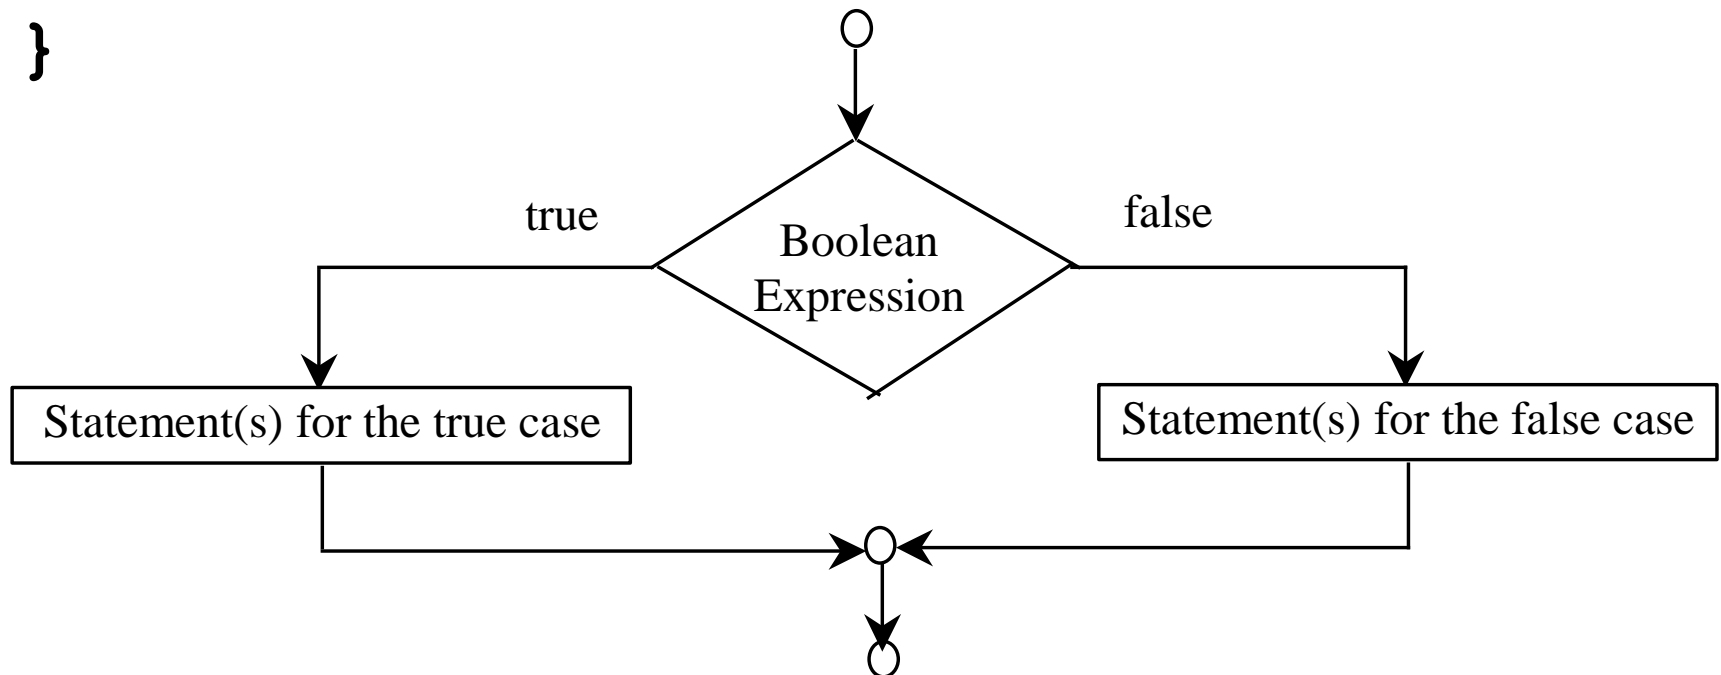 }
true
false
Boolean
Expression
Statement(s) for the true case
Statement(s) for the false case